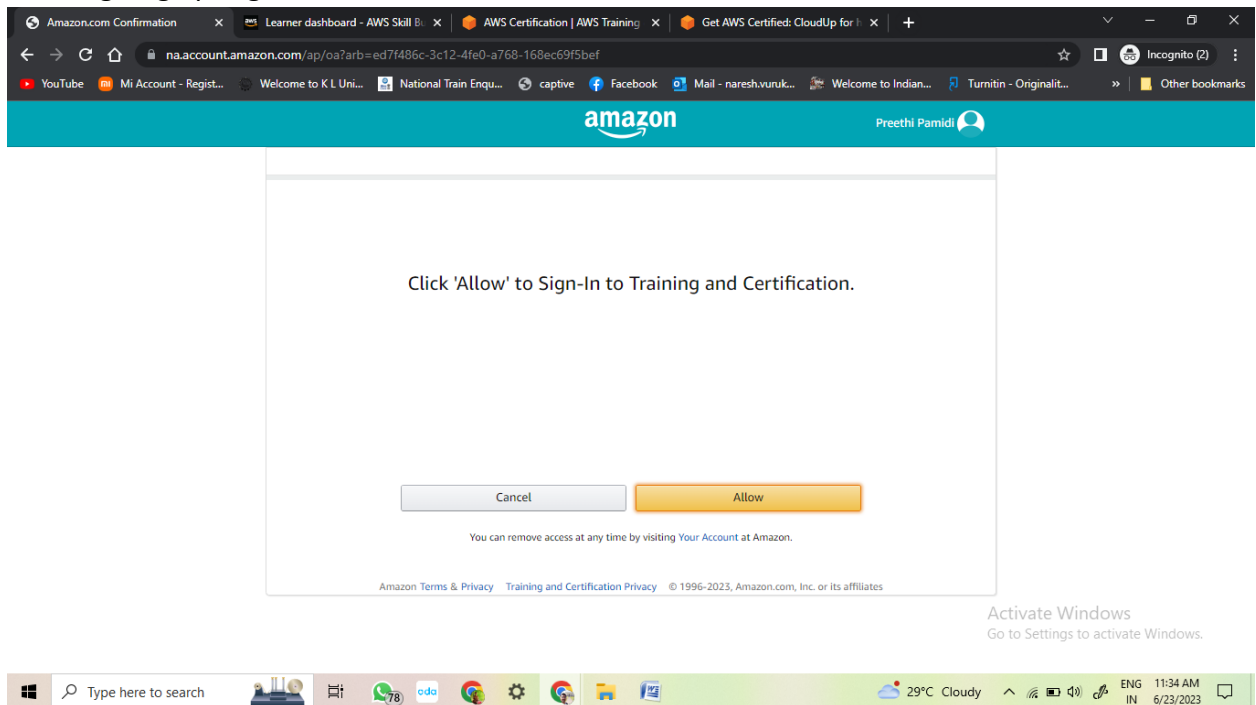 Amazon.com Confirmation
Learner dashboard - AWS Skill Bu
AWS Certification | AWS Training
Get AWS Certified: CloudUp for h
na.account.amazon.com/ap/oa?arb=ed7f486c-3c12-4fe0-a768-168ec69f5bef
Incognito (2)
YouTube
Mi Account - Regist...
Welcome to K L Uni...
National Train Enqu...
captive
Facebook
Mail - naresh.vuruk...
Welcome to Indian...
Turnitin - Originalit...
»
Other bookmarks
amazon
Preethi Pamidi
Click 'Allow' to Sign-In to Training and Certification.
Cancel
Allow
You can remove access at any time by visiting Your Account at Amazon.
Amazon Terms & Privacy Training and Certification Privacy © 1996-2023, Amazon.com, Inc. or its affiliates
Activate Windows
Go to Settings to activate Windows.
Type here to search
78
oda
29°C Cloudy
ENG
IN
11:34 AM
6/23/2023